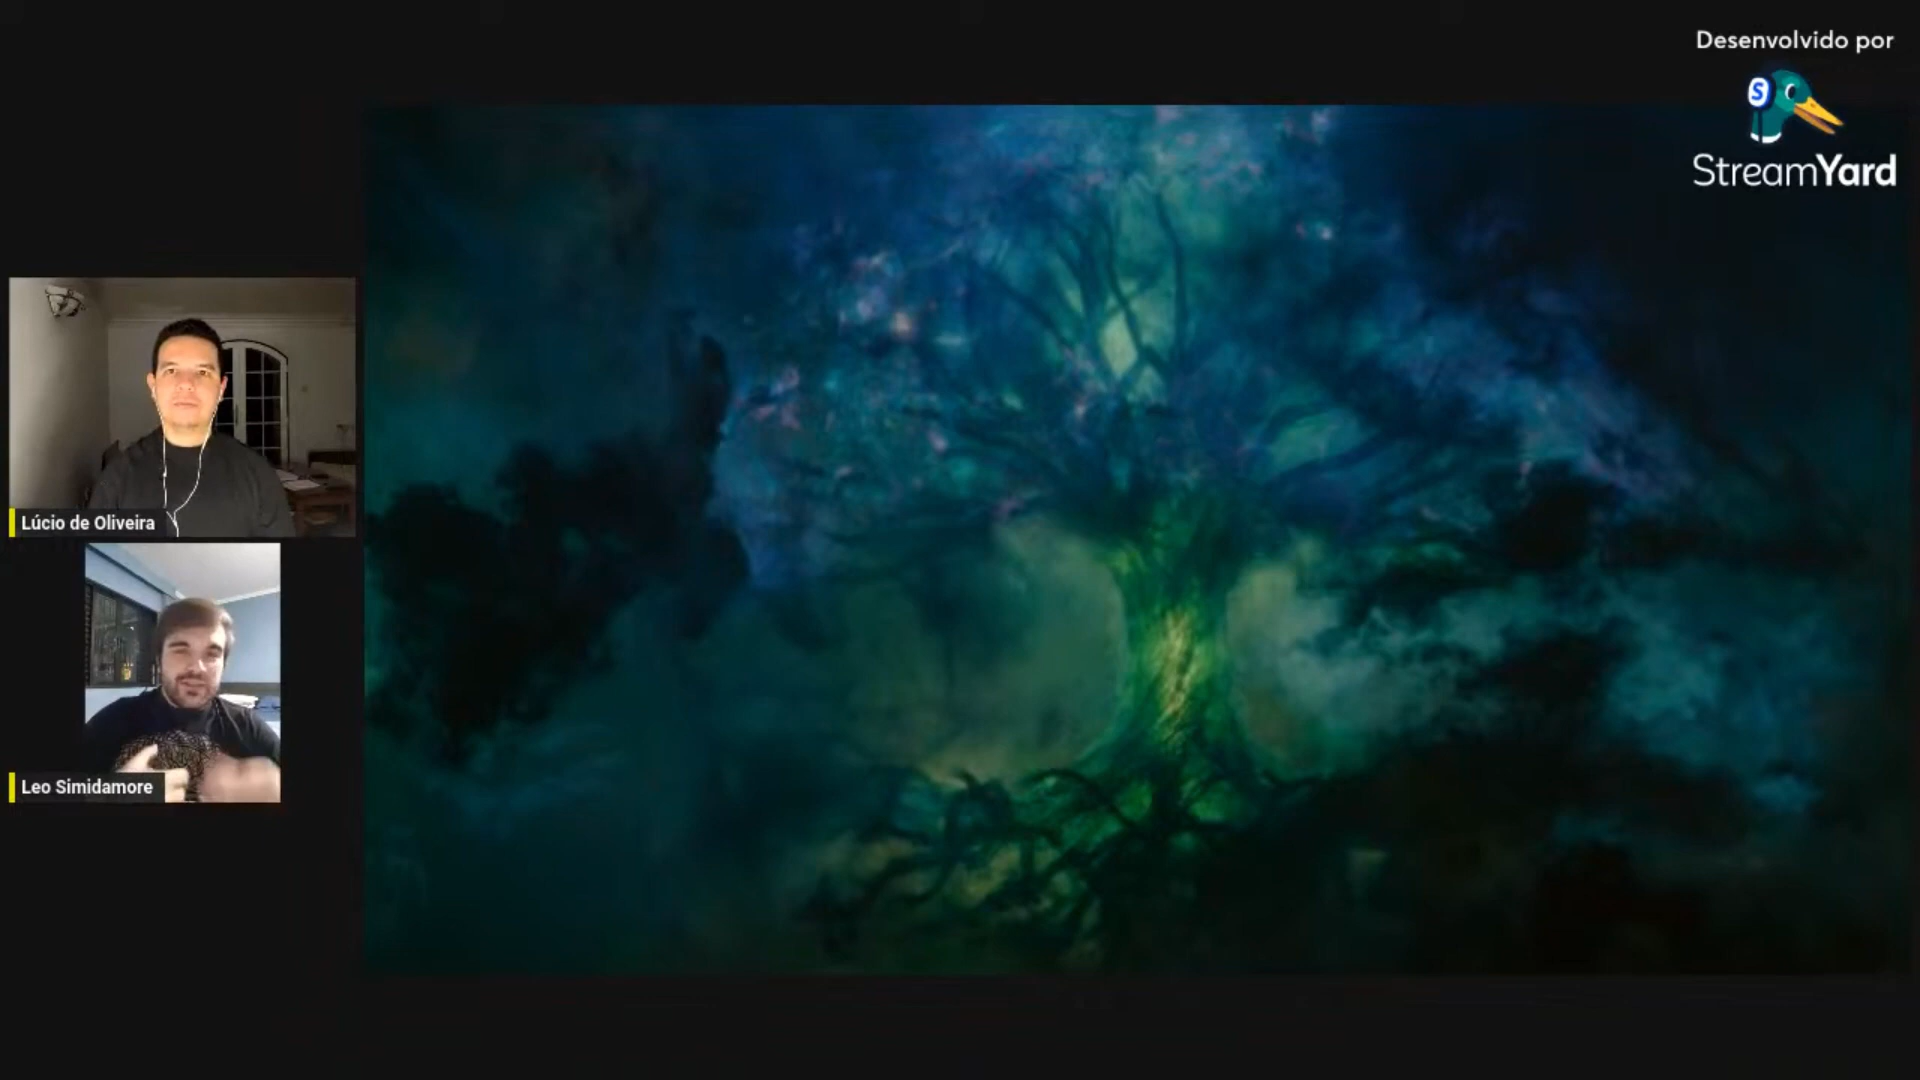 Desenvolvido por
S
StreamYard
Lúcio de Oliveira
Leo Simidamore